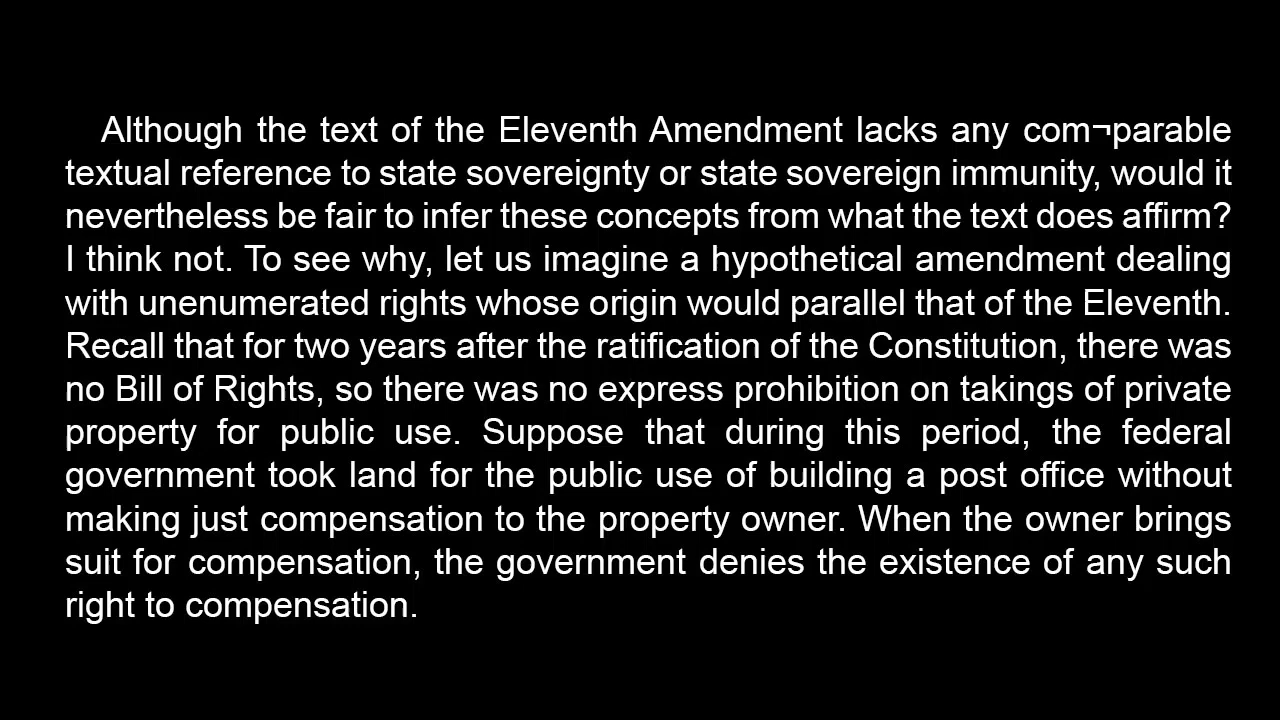 Although the text of the Eleventh Amendment lacks any com¬parable
textual reference to state sovereignty or state sovereign immunity, would it
nevertheless be fair to infer these concepts from what the text does affirm?
I think not. To see why, let us imagine a hypothetical amendment dealing
with unenumerated rights whose origin would parallel that of the Eleventh.
Recall that for two years after the ratification of the Constitution, there was
no Bill of Rights, so there was no express prohibition on takings of private
property for public use. Suppose that during this period, the federal
government took land for the public use of building a post office without
making just compensation to the property owner. When the owner brings
suit for compensation, the government denies the existence of any such
right to compensation.